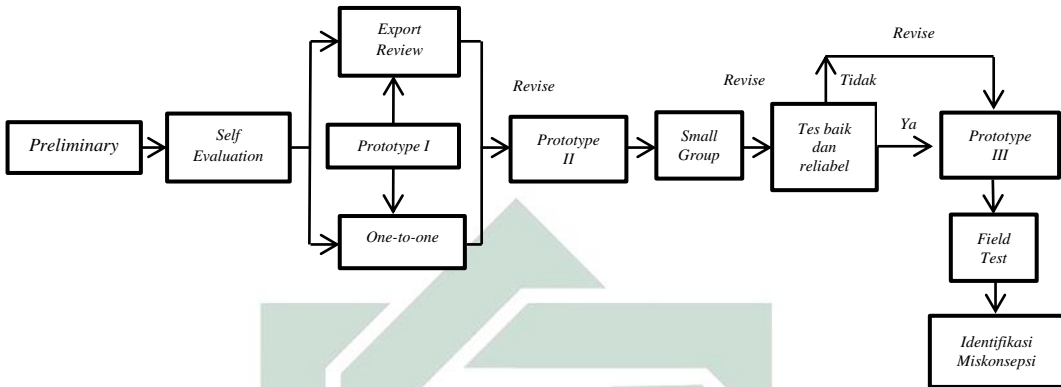 Preliminary
Self
Evaluation
Export
Review
Prototype I
One-to-one
Revise
Prototype
II
Small
Group
Revise
Tes baik
dan
reliabel
Tidak
Revise
Ya
Prototype
III
Field
Test
Identifikasi
Miskonsepsi